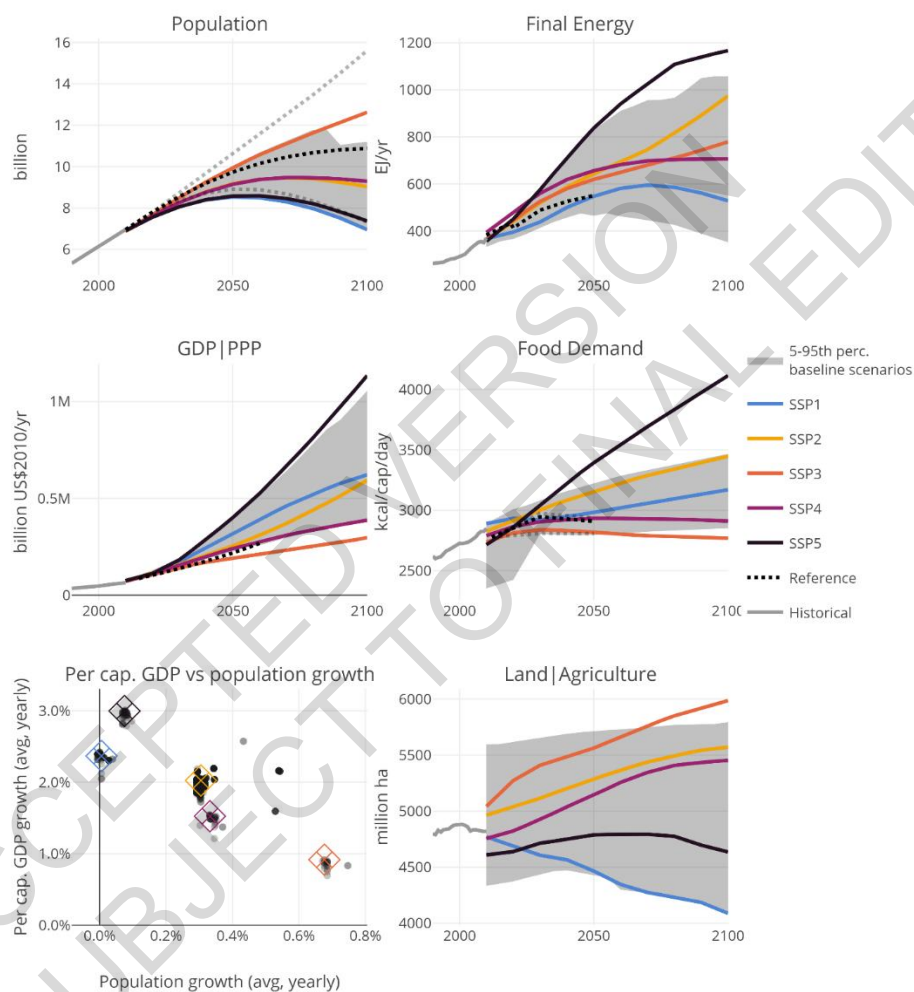 Population
16
14
12
10
8
6
billion
2000
2050
2100
Final Energy
1200
1000
800
600
400
EJ/yr
2000
2050
2100
GDP|PPP
1M
0.5M
0
billion US$2010/yr
2000
2050
2100
Food Demand
4000
3500
3000
2500
kcal/cap/day
2000
2050
2100
5-95th perc.
baseline scenarios
SSP1
SSP2
SSP3
SSP4
SSP5
Reference
Historical
Per cap. GDP vs population growth
3.0%
2.0%
1.0%
0.0%
Per cap. GDP growth (avg, yearly)
0.0%
0.2%
0.4%
0.6%
0.8%
Population growth (avg, yearly)
Land|Agriculture
6000
5500
5000
4500
4000
million ha
2000
2050
2100
CCEPTED VERSION
SUBJECT TO FINAL EDIT